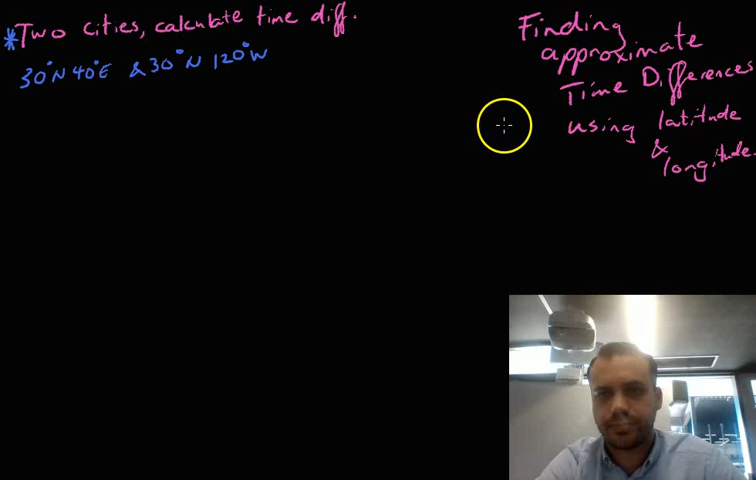 *Two cities, calculate time diff.
30°N 40°E & 30°N 120°W
Finding
approximate
Time Differences
using latitude
&
longitude.